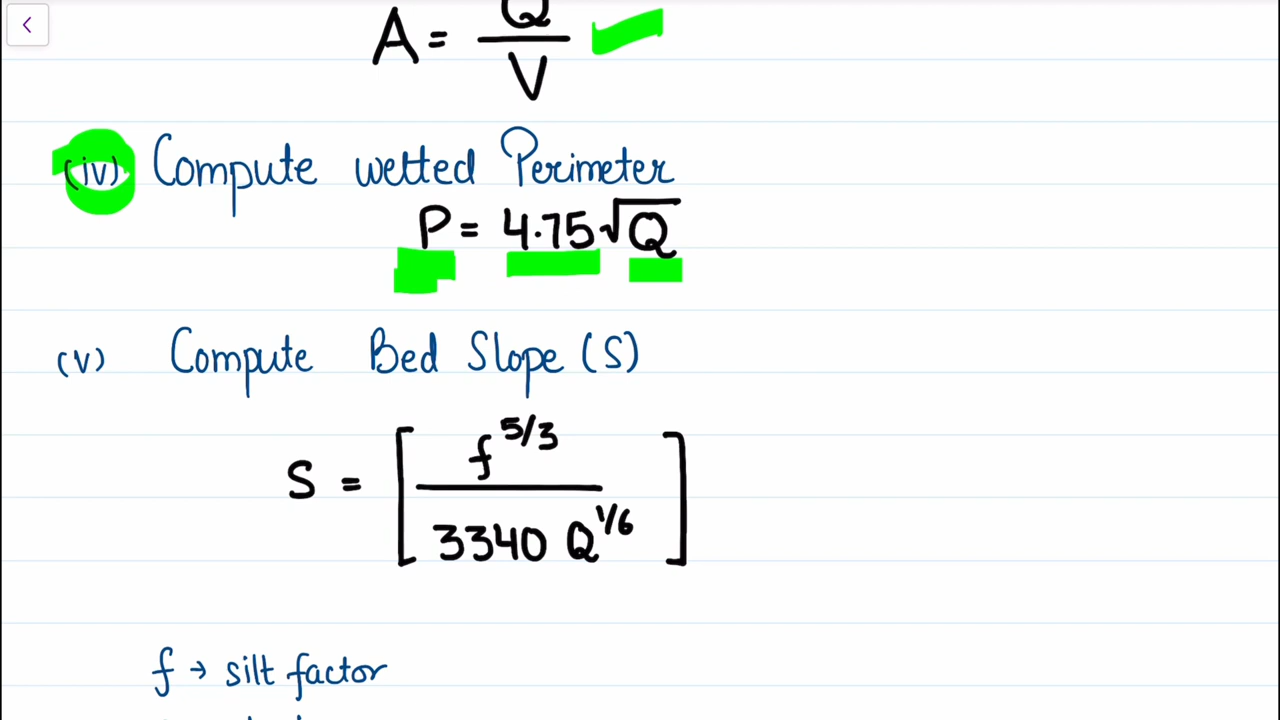 A = Q / V
(iv) Compute wetted Perimeter
P = 4.75 √Q
(v) Compute Bed Slope (S)
S = [ f^5/3 / 3340 Q^1/6 ]
f → silt factor